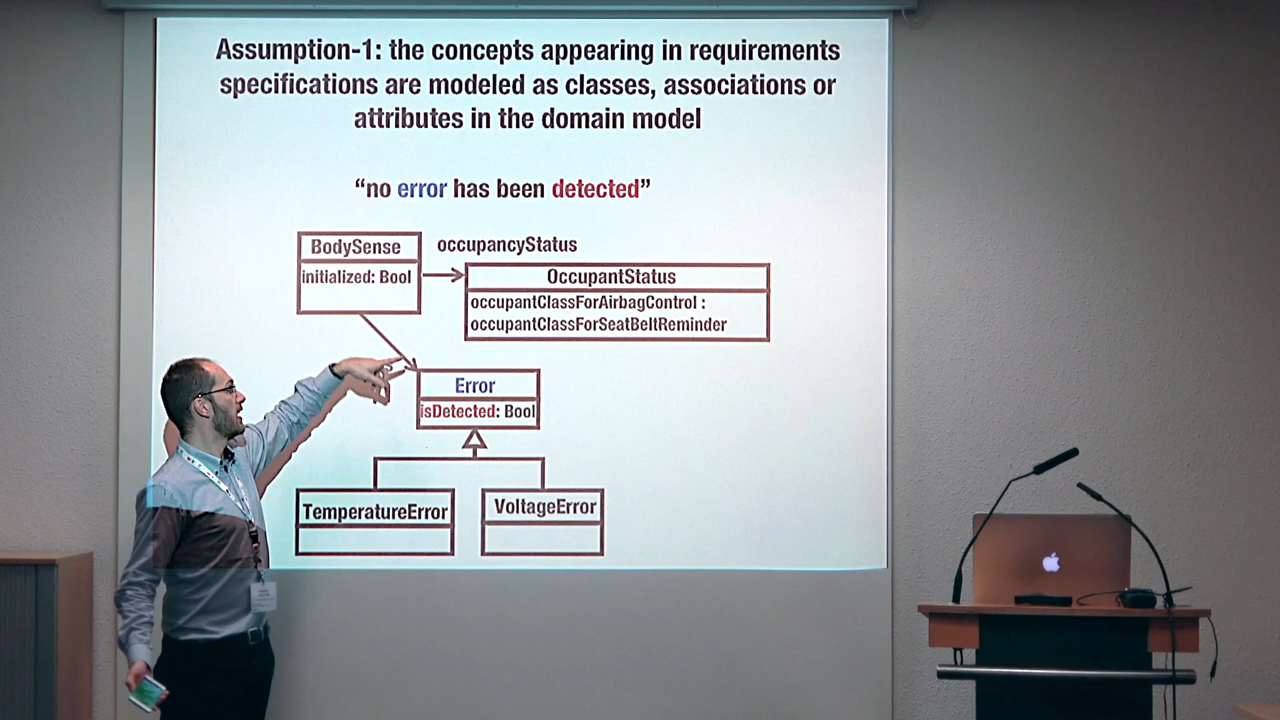 Assumption-1: the concepts appearing in requirements
specifications are modeled as classes, associations or
attributes in the domain model
“no error has been detected”
BodySense
initialized: Bool
occupancyStatus
OccupantStatus
occupantClassForAirbagControl :
occupantClassForSeatBeltReminder
Error
isDetected: Bool
TemperatureError
VoltageError